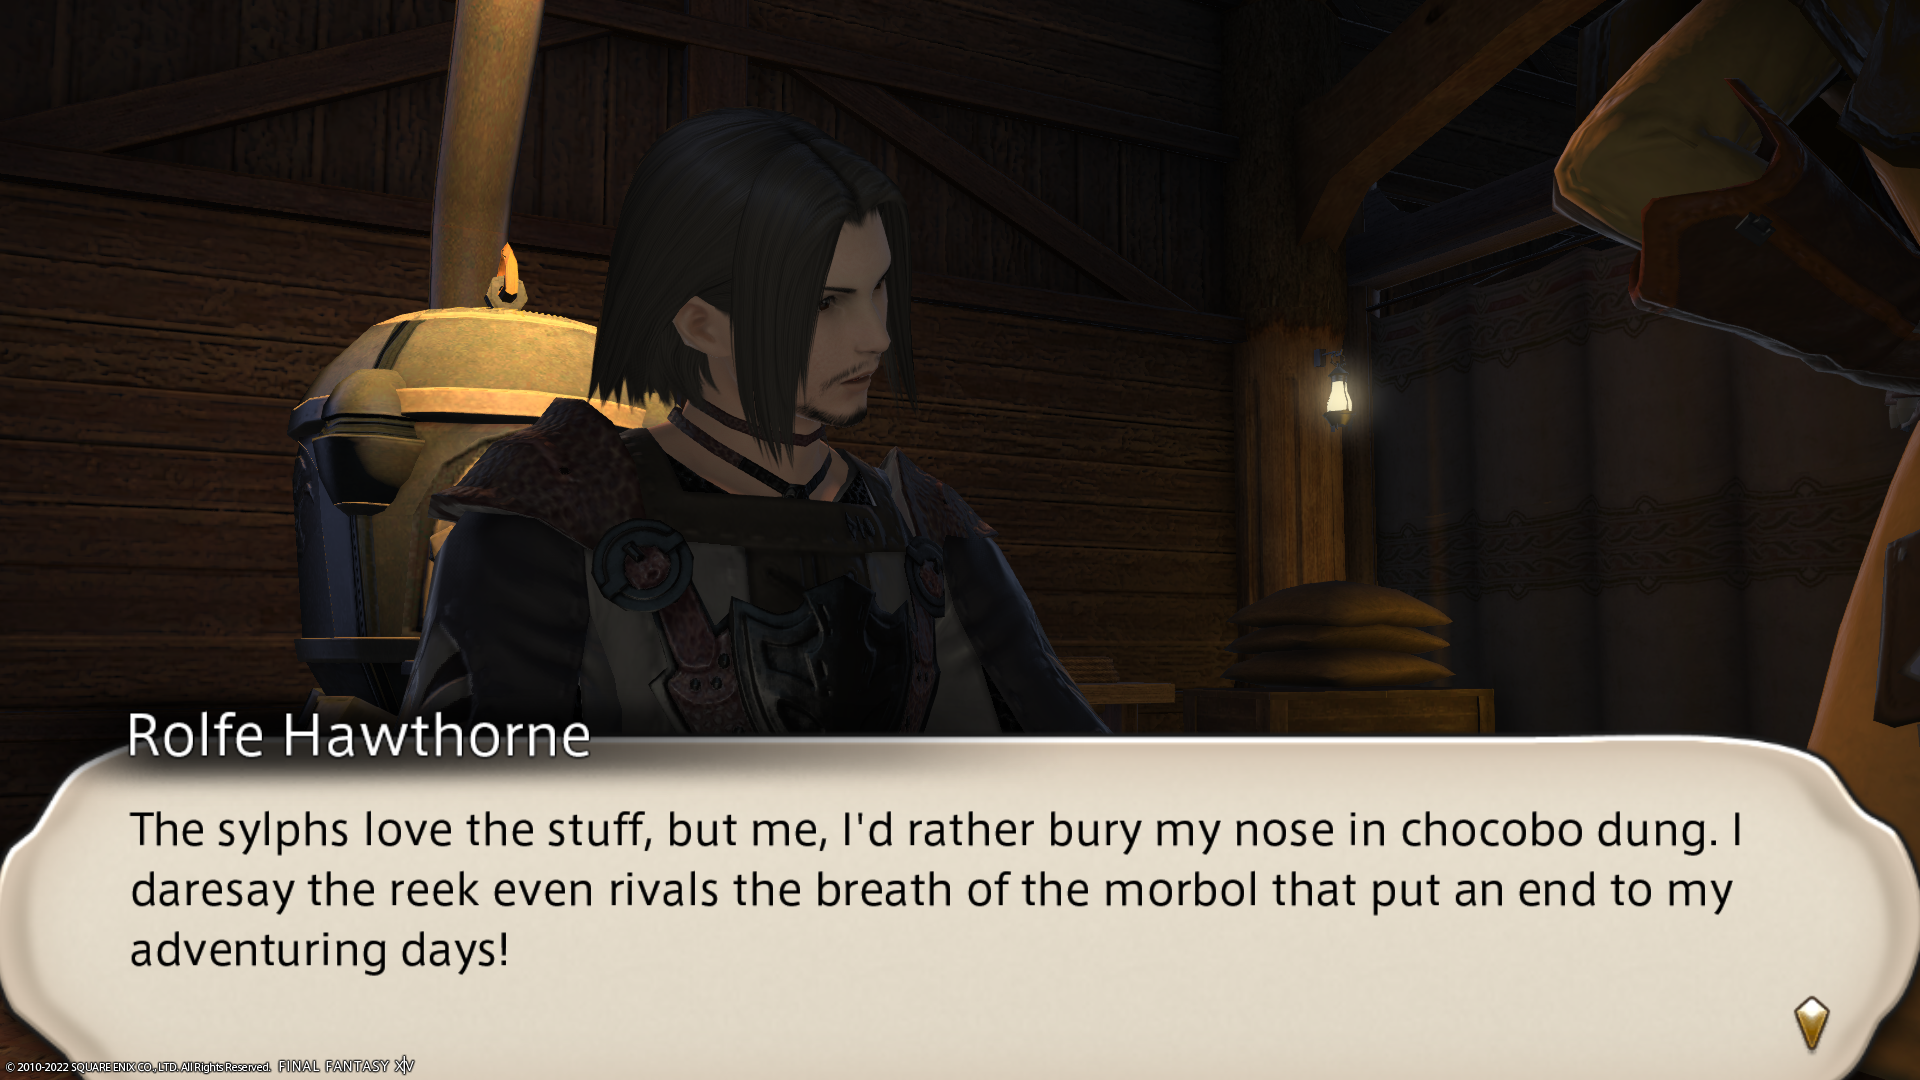 Rolfe Hawthorne
The sylphs love the stuff, but me, I'd rather bury my nose in chocobo dung. I
daresay the reek even rivals the breath of the morbol that put an end to my
adventuring days!
© 2010-2022 SQUARE ENIX CO., LTD. All Rights Reserved. FINAL FANTASY XIV